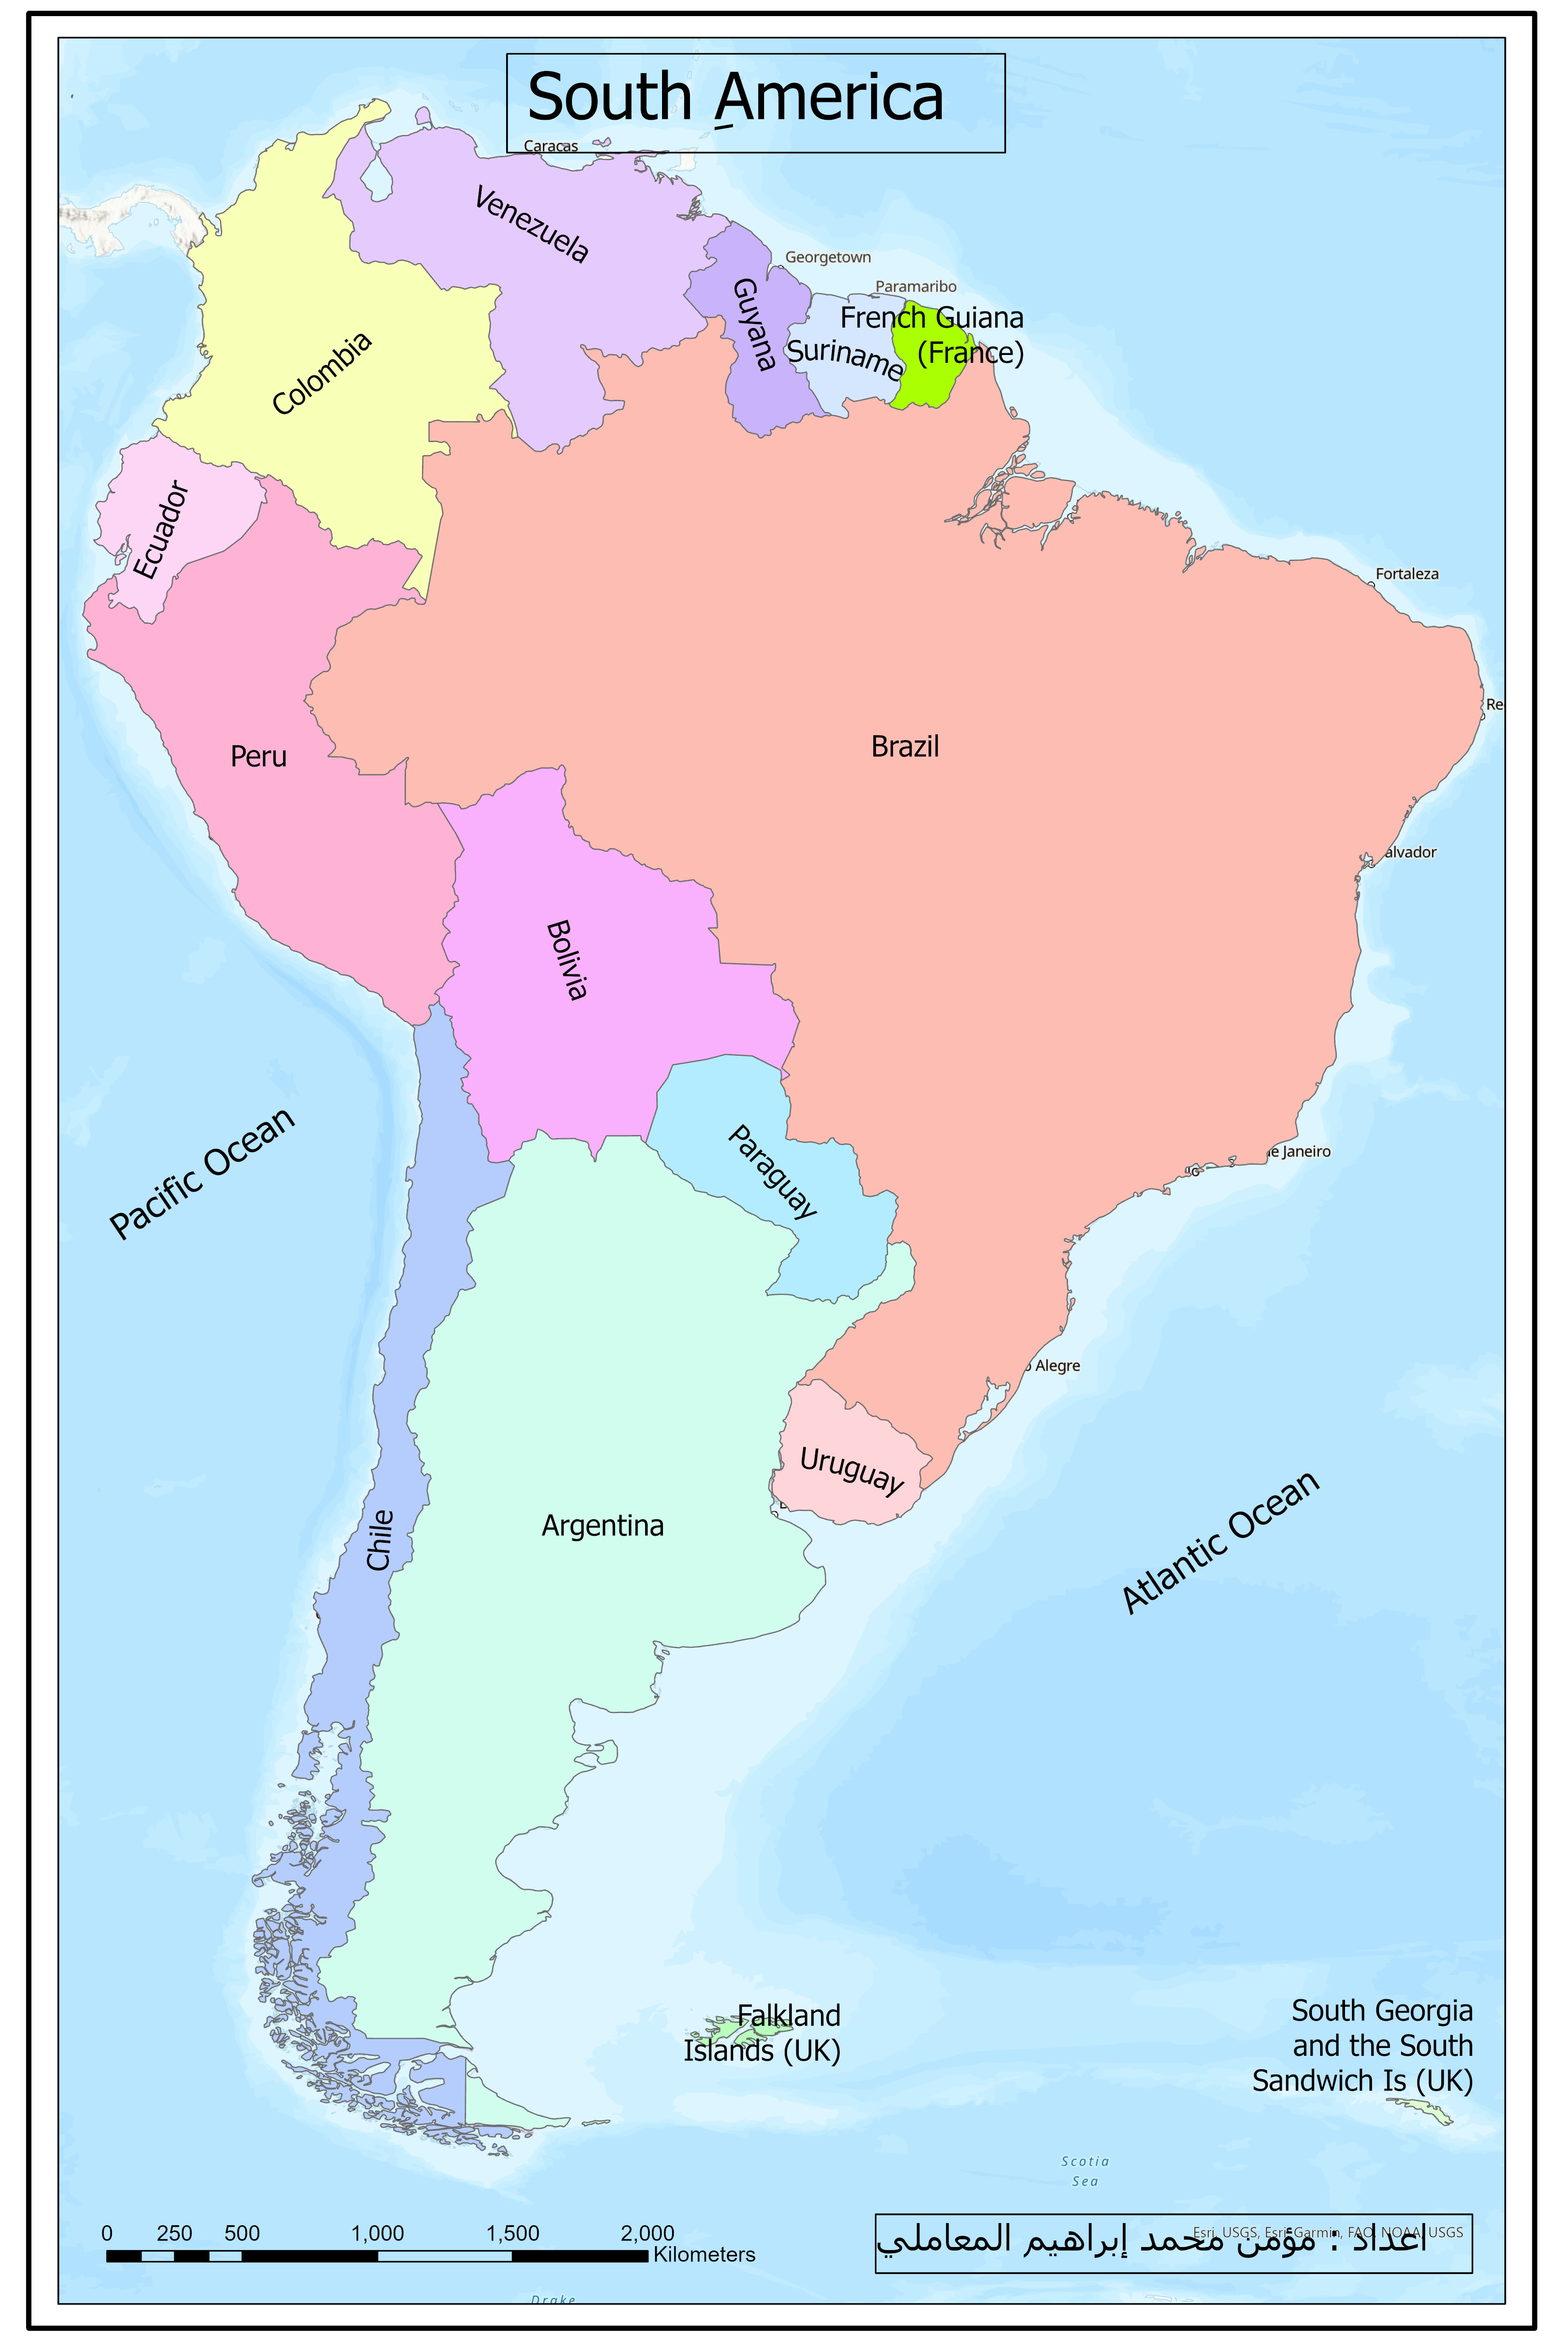 South America
Caracas
Venezuela
Georgetown
Paramaribo
Guyana
French Guiana
(France)
Suriname
Colombia
Ecuador
Fortaleza
Re
Peru
Brazil
alvador
Bolivia
Pacific Ocean
Paraguay
e Janeiro
o Alegre
Uruguay
Chile
Argentina
Atlantic Ocean
Falkland
Islands (UK)
South Georgia
and the South
Sandwich Is (UK)
Scotia
Sea
0 250 500 1,000 1,500 2,000
Kilometers
اعداد : مؤمن محمد إبراهيم المعاملي
Esri, USGS, Esri, Garmin, FAO, NOAA, USGS
Drake